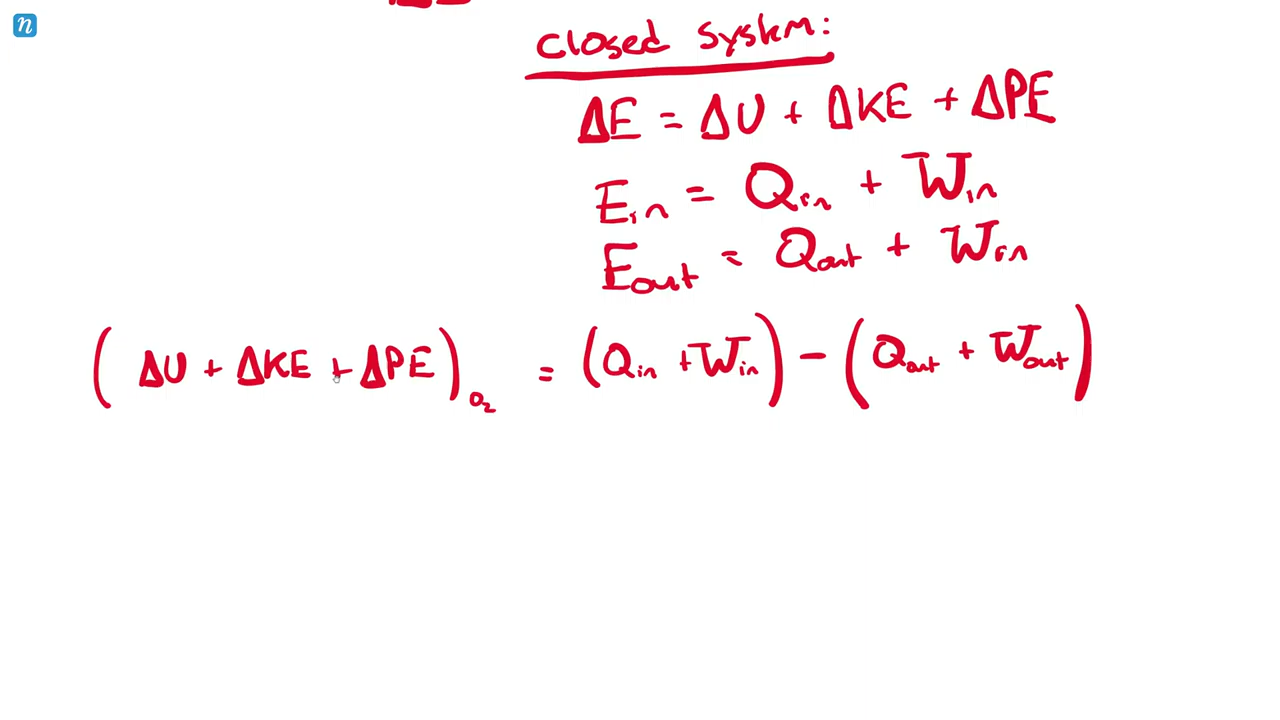 n
closed system:
ΔE = ΔU + ΔKE + ΔPE
Ein = Qin + Win
Eout = Qout + Win
(ΔU + ΔKE + ΔPE)O2 = (Qin + Win) - (Qout + Wout)